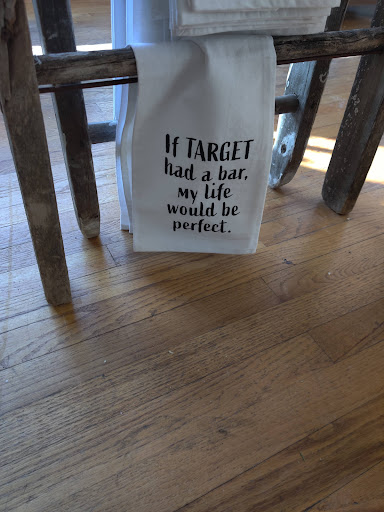 If TARGET
had a bar,
my life
would be
perfect.